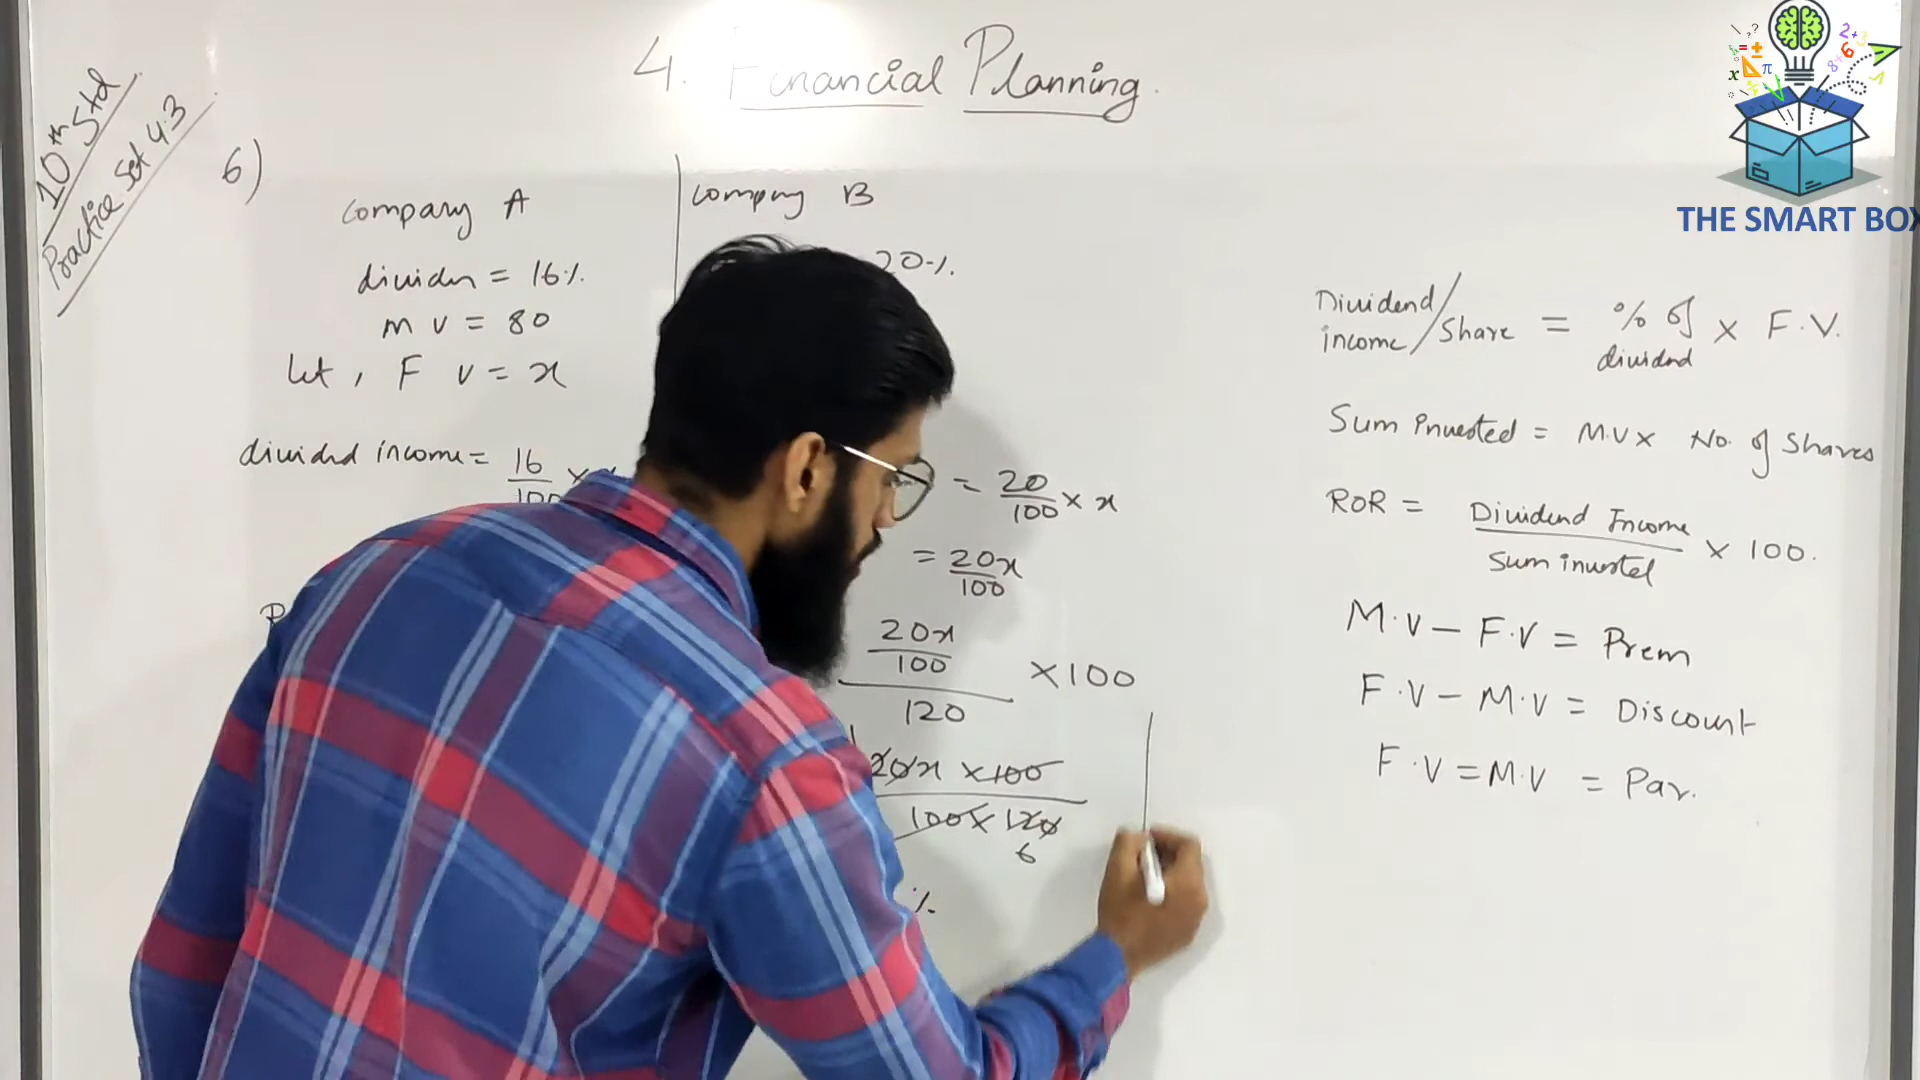 10th Std
Practice Set 4.3
4. Financial Planning.
6)
Company A
dividen = 16%.
m v = 80
Let, F v = x
divided income = 16/100 ×
Company B
20%.
= 20/100 × x
= 20x/100
20x/100
120
×100
20x × 100
100 × 120
6
%.
Dividend/
income/Share = % of dividend × F.V.
Sum invested = M.V × No. of Shares
ROR = Dividend Income/Sum invested × 100.
M.V – F.V = Prem
F.V – M.V = Discount
F.V = M.V = Par.
THE SMART BOX